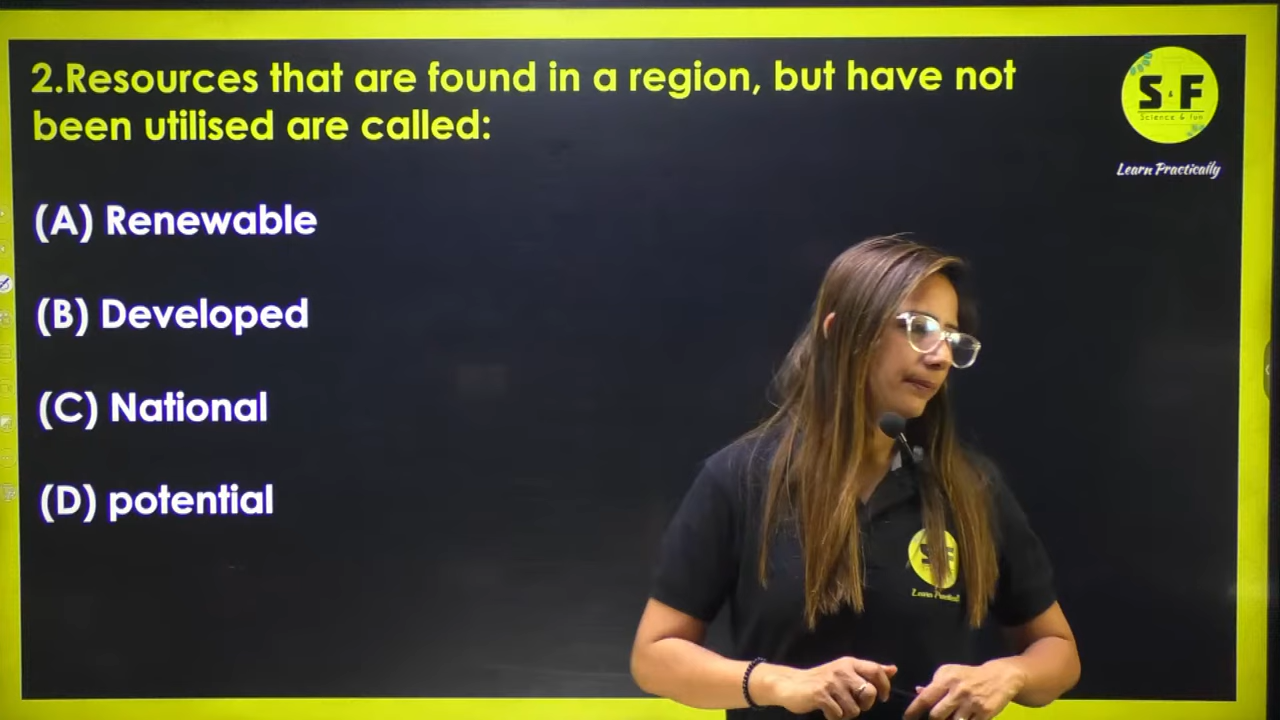 2.Resources that are found in a region, but have not
been utilised are called:
(A) Renewable
(B) Developed
(C) National
(D) potential
S & F
Science & fun
Learn Practically
S F